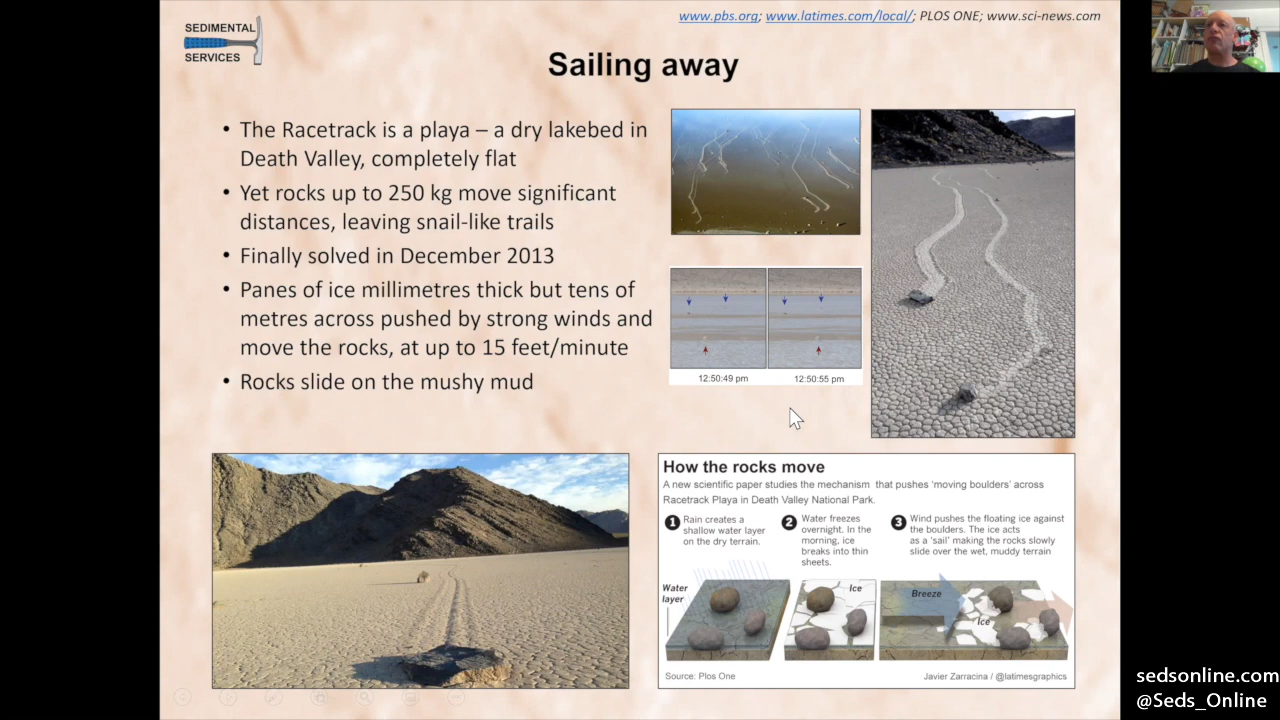 SEDIMENTAL
SERVICES
www.pbs.org; www.latimes.com/local/; PLOS ONE; www.sci-news.com
Sailing away
• The Racetrack is a playa – a dry lakebed in
Death Valley, completely flat
• Yet rocks up to 250 kg move significant
distances, leaving snail-like trails
• Finally solved in December 2013
• Panes of ice millimetres thick but tens of
metres across pushed by strong winds and
move the rocks, at up to 15 feet/minute
• Rocks slide on the mushy mud
12:50:49 pm
12:50:55 pm
How the rocks move
A new scientific paper studies the mechanism that pushes 'moving boulders' across
Racetrack Playa in Death Valley National Park.
1 Rain creates a
shallow water layer
on the dry terrain.
2 Water freezes
overnight. In the
morning, ice
breaks into thin
sheets.
3 Wind pushes the floating ice against
the boulders. The ice acts
as a 'sail' making the rocks slowly
slide over the wet, muddy terrain
Water
layer
Ice
Breeze
Ice
Source: Plos One
Javier Zarracina / @latimesgraphics
sedsonline.com
@Seds_Online